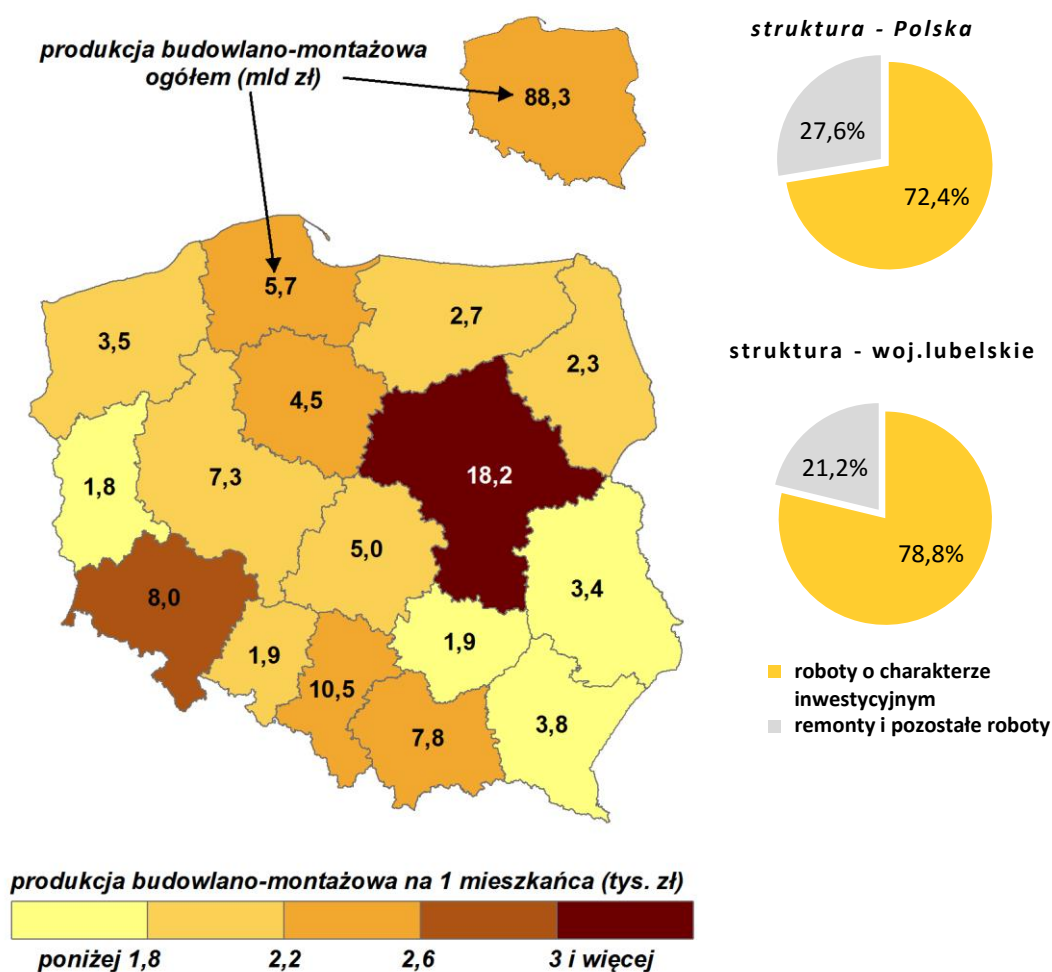 produkcja budowlano-montażowa
ogółem (mld zł)
88,3
5,7
3,5
2,7
2,3
4,5
18,2
7,3
1,8
5,0
3,4
8,0
1,9
1,9
10,5
7,8
3,8
struktura - Polska
27,6%
72,4%
struktura - woj.lubelskie
21,2%
78,8%
roboty o charakterze
inwestycyjnym
remonty i pozostałe roboty
produkcja budowlano-montażowa na 1 mieszkańca (tys. zł)
poniżej 1,8 2,2 2,6 3 i więcej